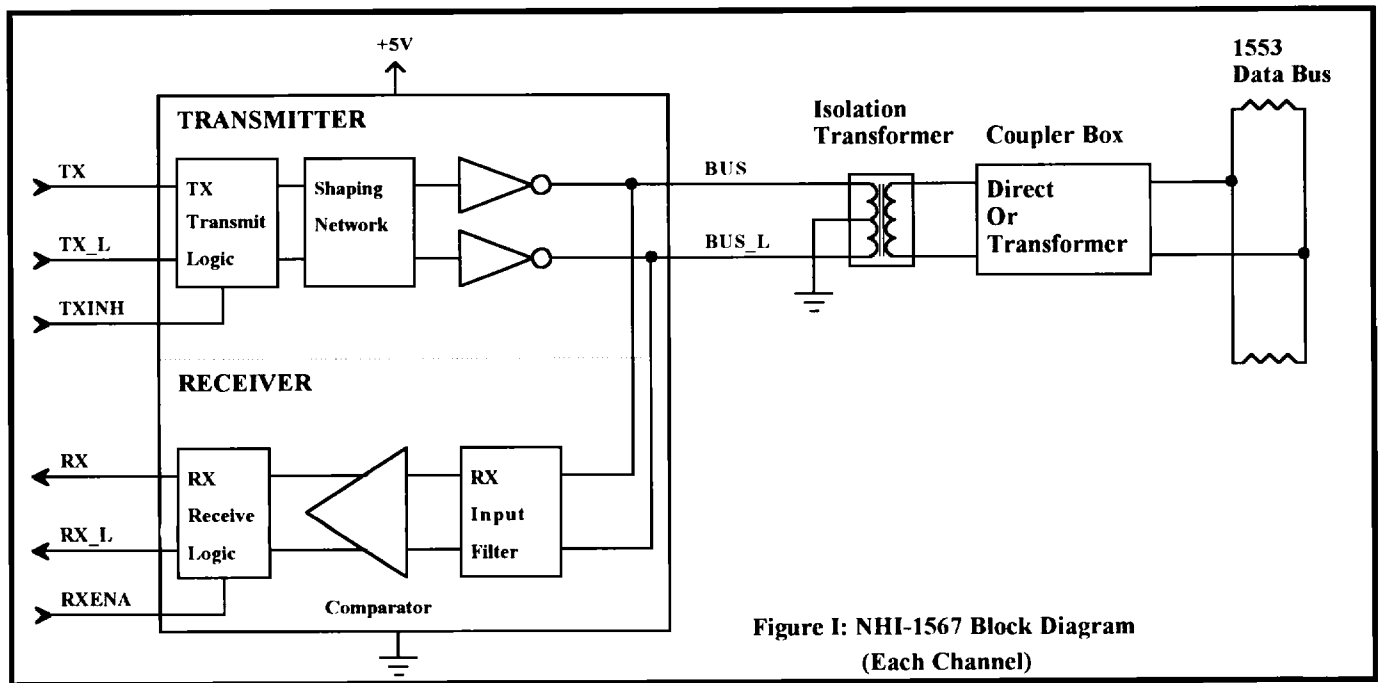 +5V
1553
Data Bus
TRANSMITTER
Isolation
Transformer
Coupler Box
TX
TX
Transmit
Logic
Shaping
Network
BUS
Direct
Or
Transformer
TX_L
BUS_L
TXINH
RECEIVER
RX
RX
Receive
Logic
RX
Input
Filter
RX_L
RXENA
Comparator
Figure I: NHI-1567 Block Diagram
(Each Channel)